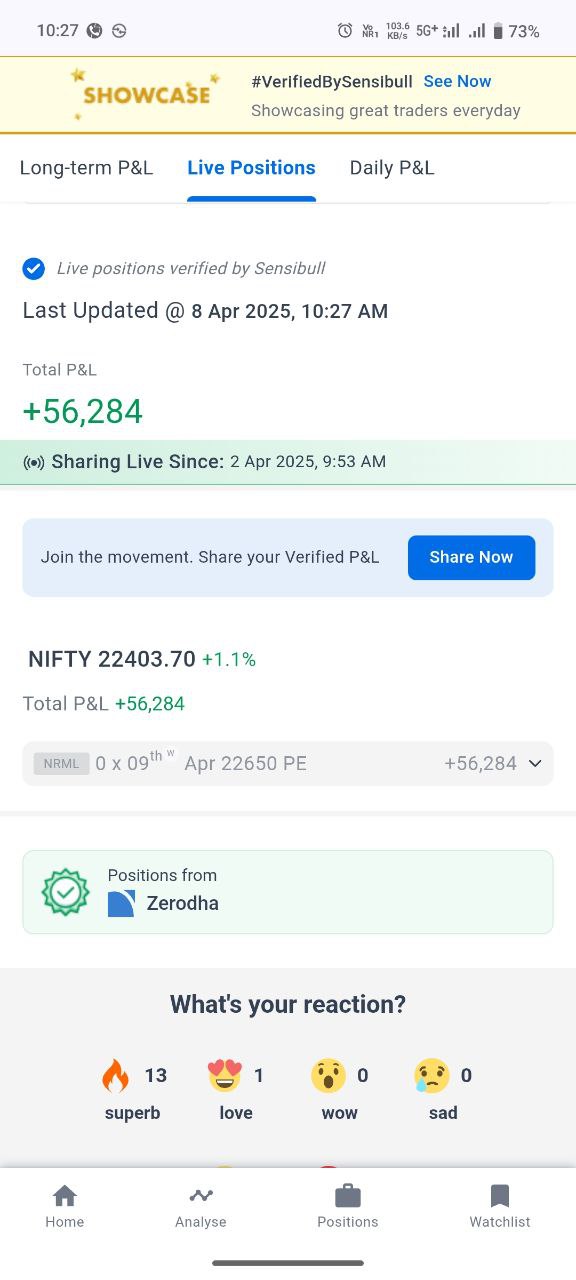 10:27
Vo NR1 103.6 KB/s 5G+ 73%
SHOWCASE
#VerifiedBySensibull See Now
Showcasing great traders everyday
Long-term P&L Live Positions Daily P&L
Live positions verified by Sensibull
Last Updated @ 8 Apr 2025, 10:27 AM
Total P&L
+56,284
Sharing Live Since: 2 Apr 2025, 9:53 AM
Join the movement. Share your Verified P&L Share Now
NIFTY 22403.70 +1.1%
Total P&L +56,284
NRML 0 x 09th w Apr 22650 PE +56,284
Positions from
Zerodha
What's your reaction?
13 1 0 0
superb love wow sad
Home Analyse Positions Watchlist